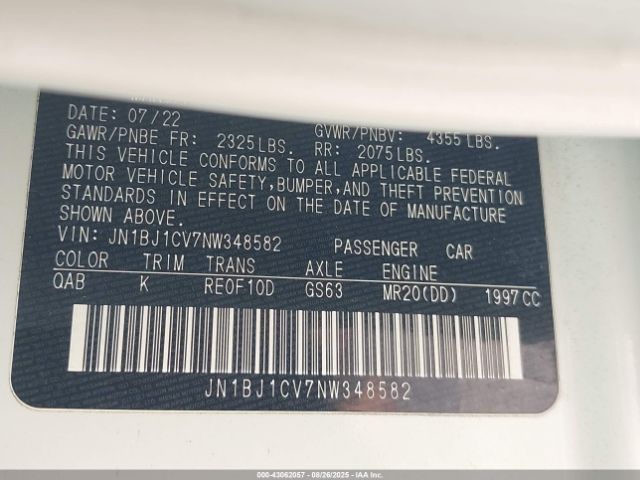 DATE: 07/22
GAWR/PNBE FR: 2325LBS. GVWR/PNBV: 4355 LBS.
RR: 2075LBS.
THIS VEHICLE CONFORMS TO ALL APPLICABLE FEDERAL
MOTOR VEHICLE SAFETY,BUMPER,AND THEFT PREVENTION
STANDARDS IN EFFECT ON THE DATE OF MANUFACTURE
SHOWN ABOVE.
VIN: JN1BJ1CV7NW348582 PASSENGER CAR
COLOR TRIM TRANS AXLE ENGINE
QAB K RE0F10D GS63 MR20(DD) 1997CC
JN1BJ1CV7NW348582
000-43062057 - 08/26/2025 - IAA Inc.